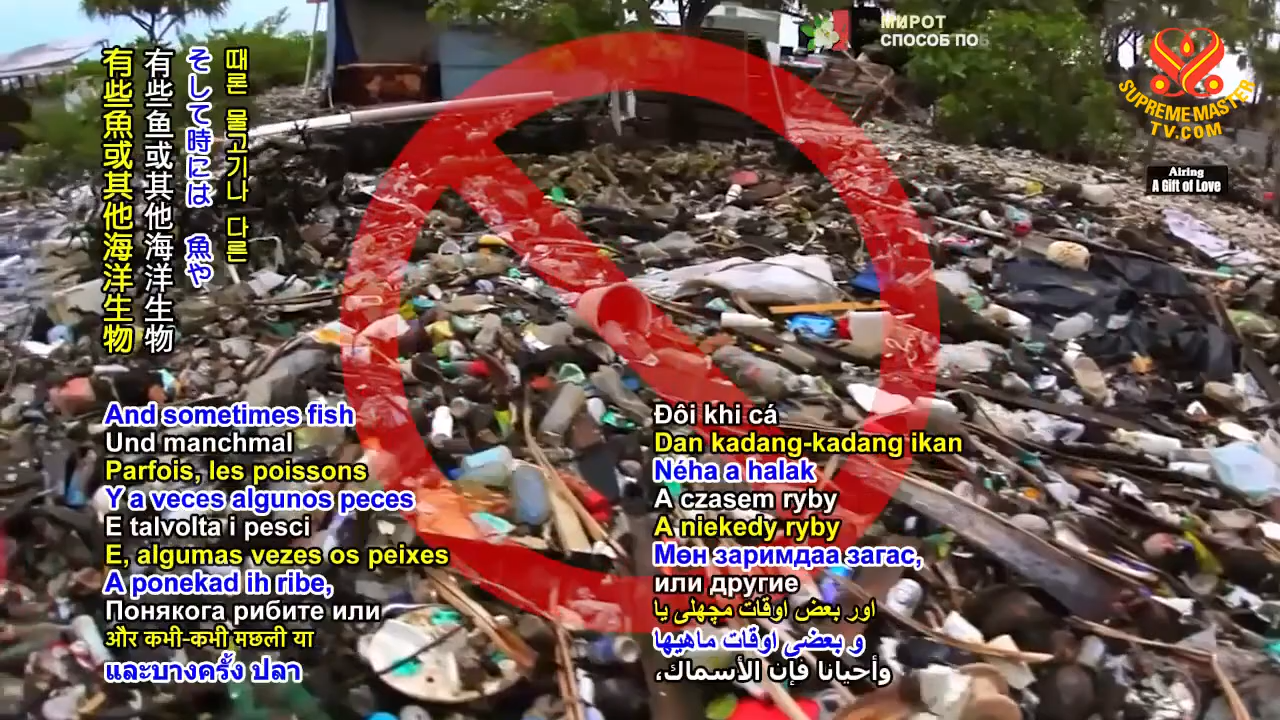 МИРОТ
СПОСОБ ПОБ
SUPREME MASTER
TV.COM
Airing
A Gift of Love
때론 물고기나 다른
そして時には 魚や
有些鱼或其他海洋生物
有些魚或其他海洋生物
And sometimes fish
Und manchmal
Parfois, les poissons
Y a veces algunos peces
E talvolta i pesci
E, algumas vezes os peixes
A ponekad ih ribe,
Понякога рибите или
और कभी-कभी मछली या
และบางครั้ง ปลา
Đôi khi cá
Dan kadang-kadang ikan
Néha a halak
A czasem ryby
A niekedy ryby
Мөн заримдаа загас,
или другие
اور بعض اوقات مچھلی یا
و بعضی اوقات ماهیها
وأحيانا فإن الأسماك،